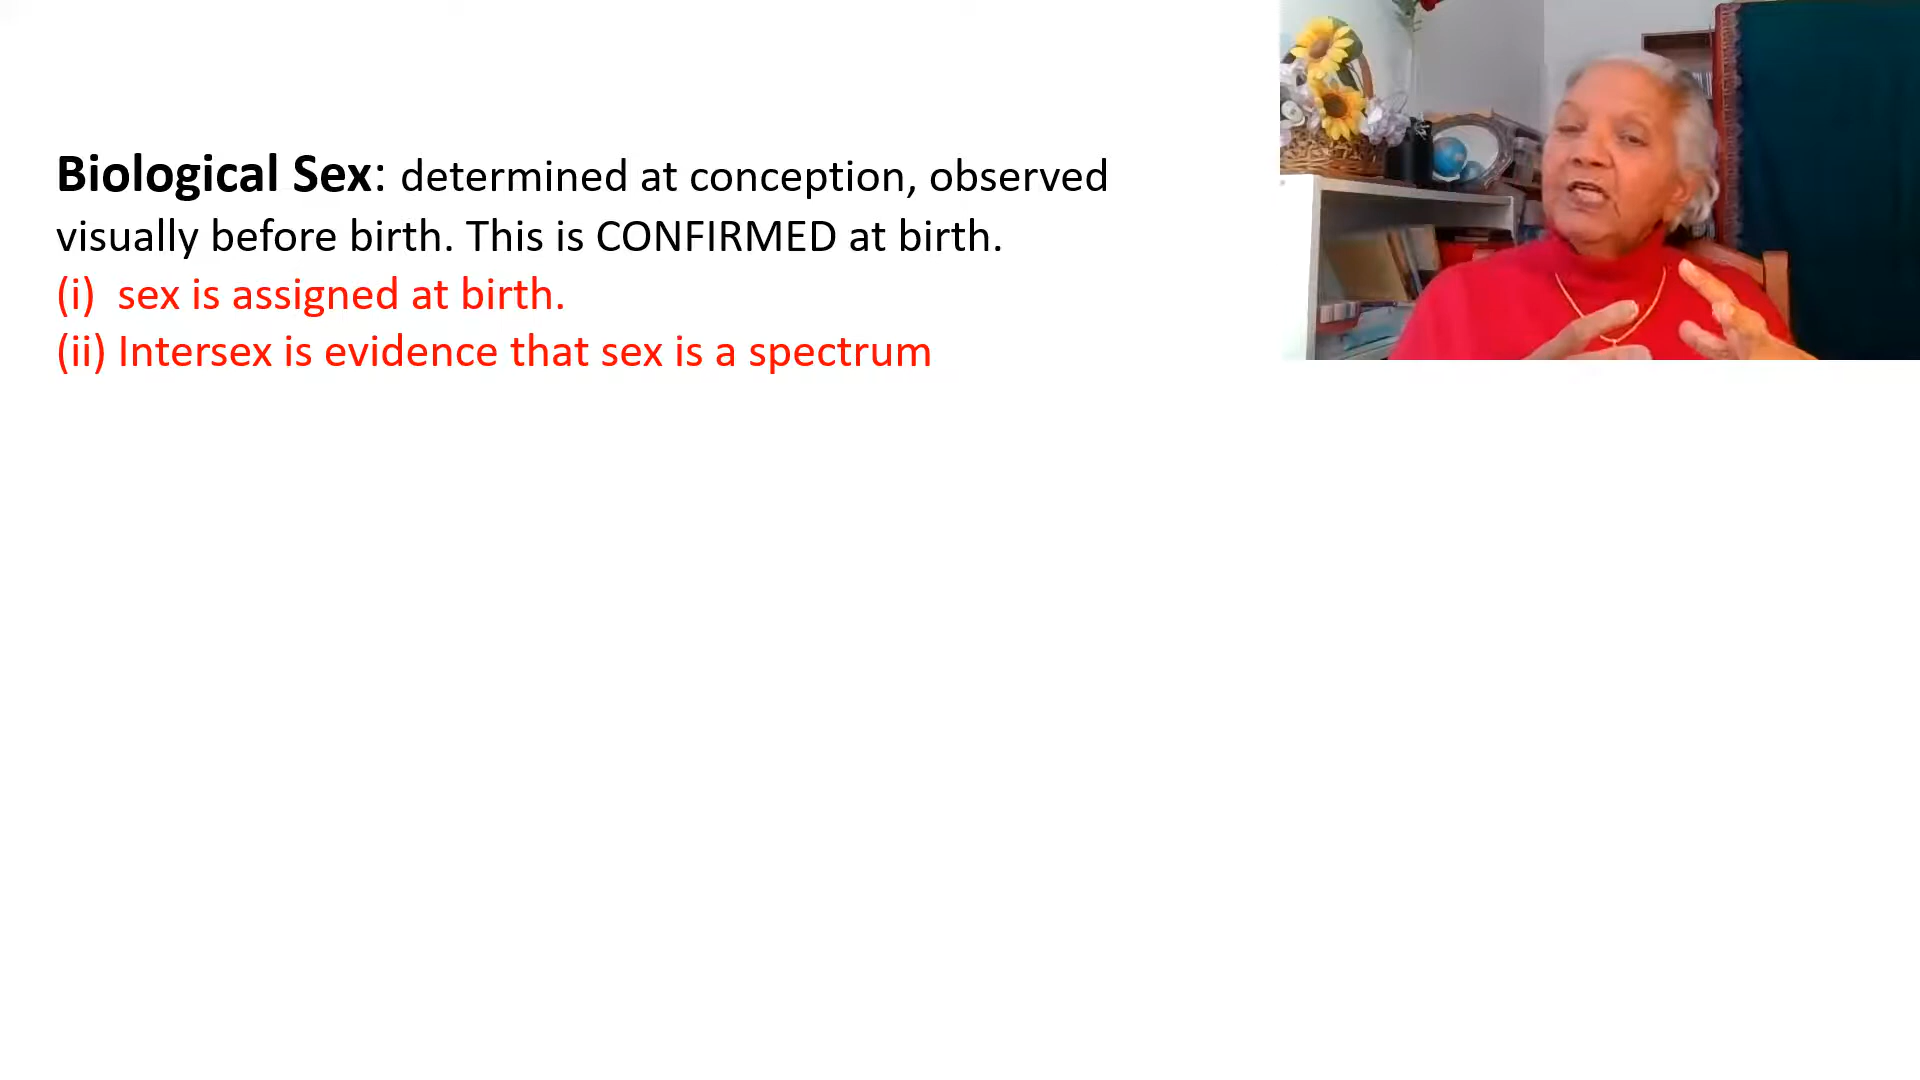 Biological Sex: determined at conception, observed
visually before birth. This is CONFIRMED at birth.
(i) sex is assigned at birth.
(ii) Intersex is evidence that sex is a spectrum